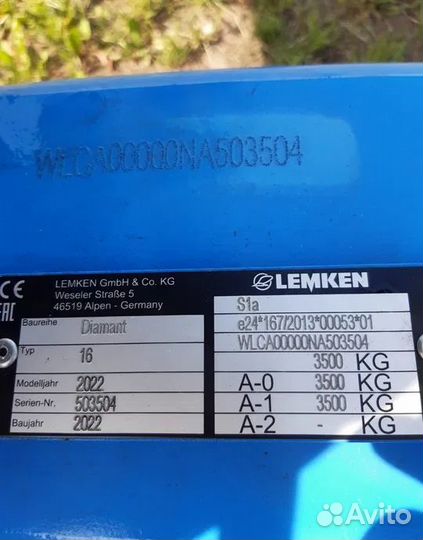 WLCA00000NA503504
CE
EAC
LEMKEN GmbH & Co. KG
Weseler Straße 5
46519 Alpen - Germany
Baureihe Diamant
Typ 16
Modelljahr 2022
Serien-Nr. 503504
Baujahr 2022
LEMKEN
S1a
e24*167/2013*00053*01
WLCA00000NA503504
3500 KG
A-0 3500 KG
A-1 3500 KG
A-2 - KG
Avito